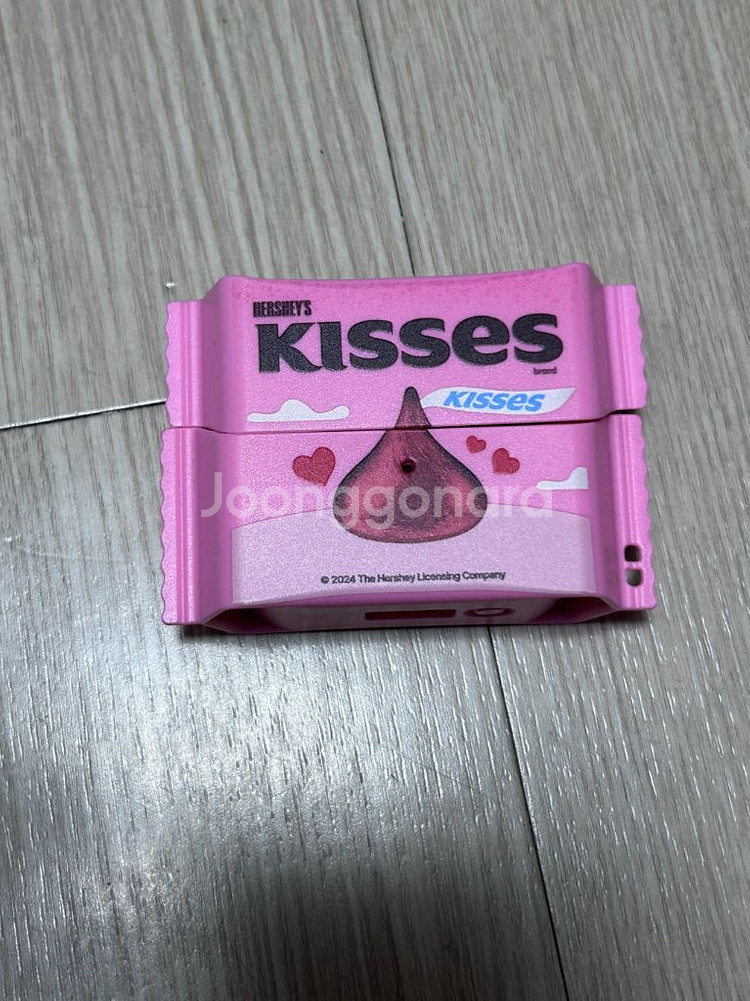 HERSHEY'S
KISSES
brand
KISSES
Joonggonara
© 2024 The Hershey Licensing Company